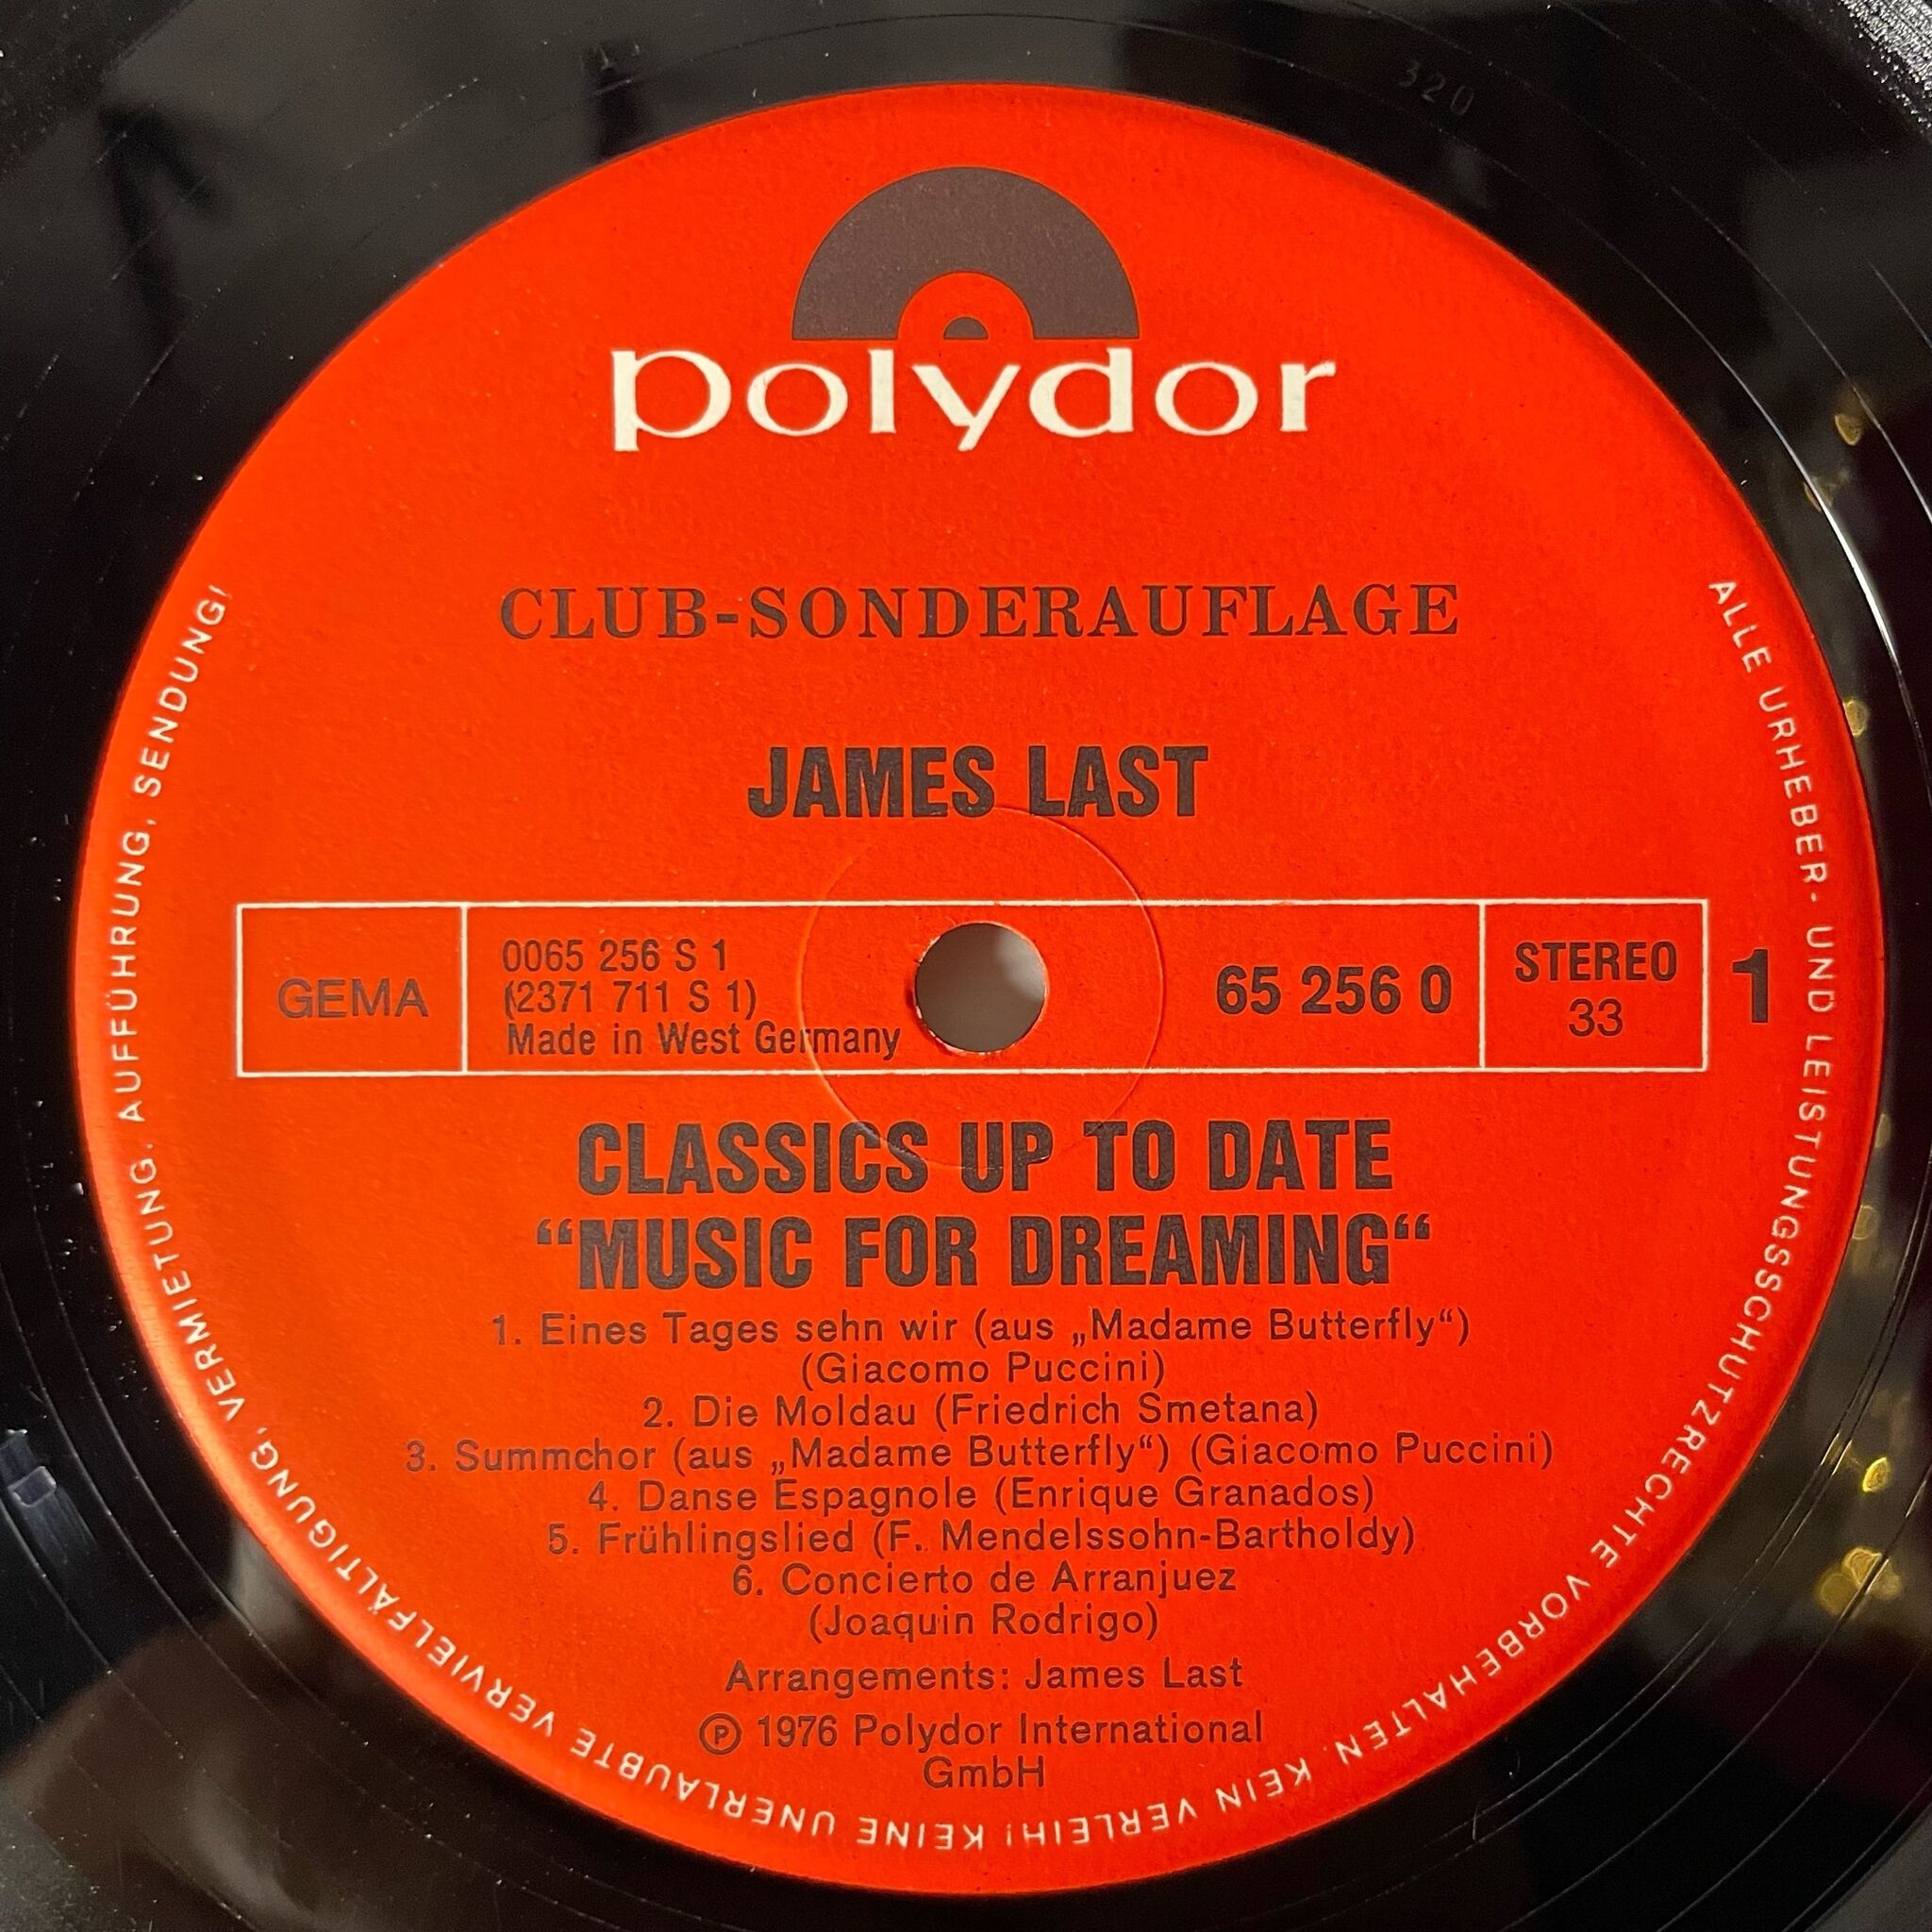 320
polydor
CLUB-SONDERAUFLAGE
JAMES LAST
GEMA
0065 256 S 1
(2371 711 S 1)
Made in West Germany
65 256 0
STEREO
33
1
CLASSICS UP TO DATE
“MUSIC FOR DREAMING“
1. Eines Tages sehn wir (aus „Madame Butterfly“)
(Giacomo Puccini)
2. Die Moldau (Friedrich Smetana)
3. Summchor (aus „Madame Butterfly“) (Giacomo Puccini)
4. Danse Espagnole (Enrique Granados)
5. Frühlingslied (F. Mendelssohn-Bartholdy)
6. Concierto de Arranjuez
(Joaquin Rodrigo)
Arrangements: James Last
Ⓟ 1976 Polydor International
GmbH
ALLE URHEBER- UND LEISTUNGSSCHUTZRECHTE VORBEHALTEN. KEIN VERLEIH! KEINE UNERLAUBTE VERVIELFÄLTIGUNG, VERMIETUNG. AUFFÜHRUNG, SENDUNG!